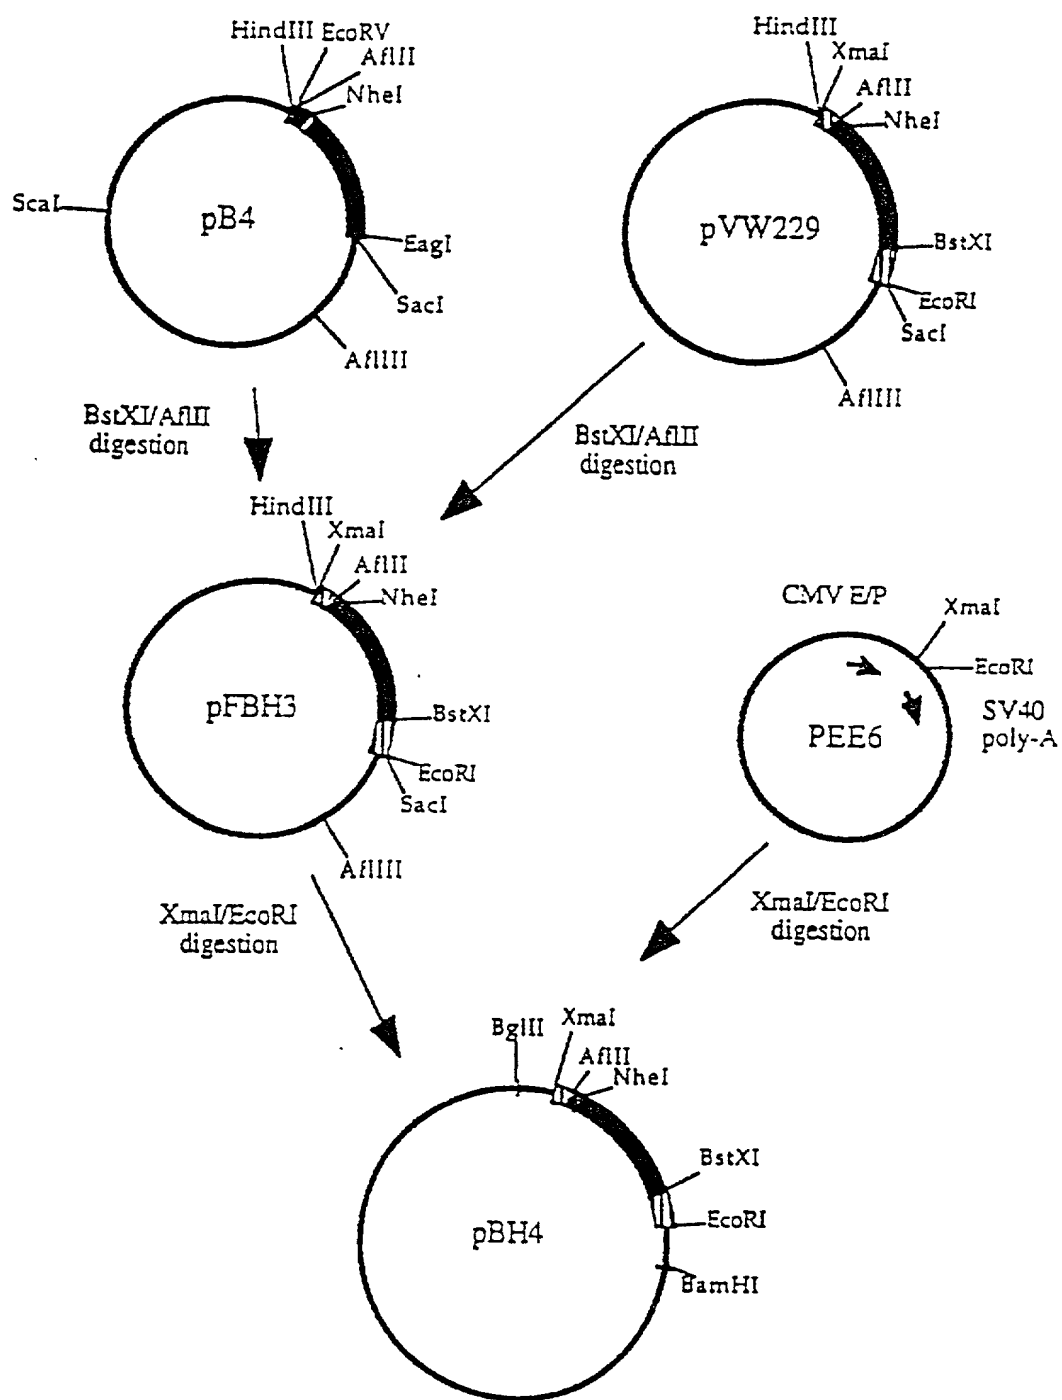 HindIII
EcoRV
AflII
NheI
ScaI
pB4
EagI
SacI
AflIII
HindIII
XmaI
AflII
NheI
pVW229
BstXI
EcoRI
SacI
AflIII
BstXI/AflII
digestion
BstXI/AflII
digestion
HindIII
XmaI
AflII
NheI
pFBH3
BstXI
EcoRI
SacI
AflIII
CMV E/P
XmaI
EcoRI
PEE6
SV40
poly-A
XmaI/EcoRI
digestion
XmaI/EcoRI
digestion
BglII
XmaI
AflII
NheI
pBH4
BstXI
EcoRI
BamHI